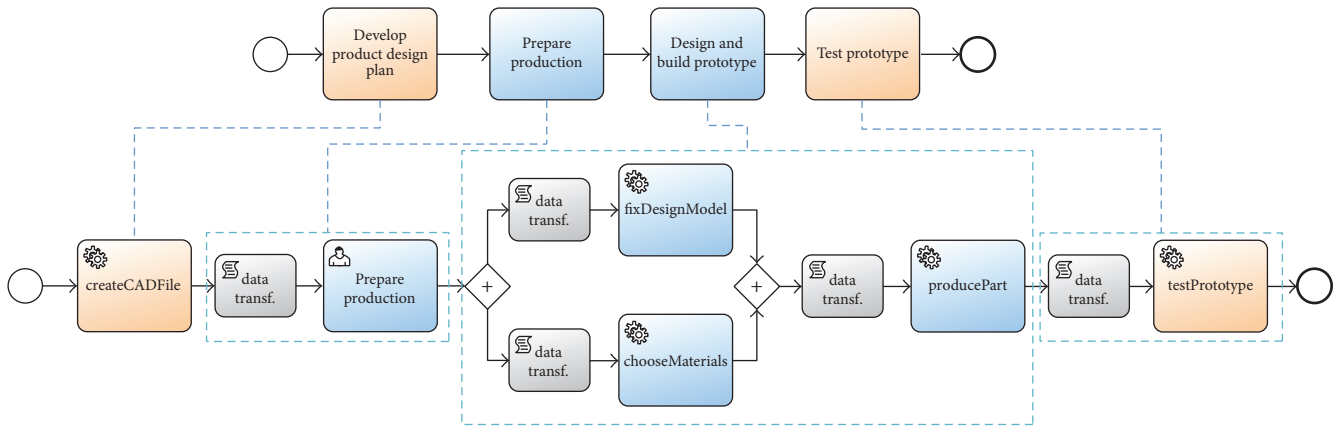 Develop
product design
plan
Prepare
production
Design and
build prototype
Test prototype
createCADFile
data
transf.
Prepare
production
data
transf.
fixDesignModel
data
transf.
chooseMaterials
data
transf.
producePart
data
transf.
testPrototype